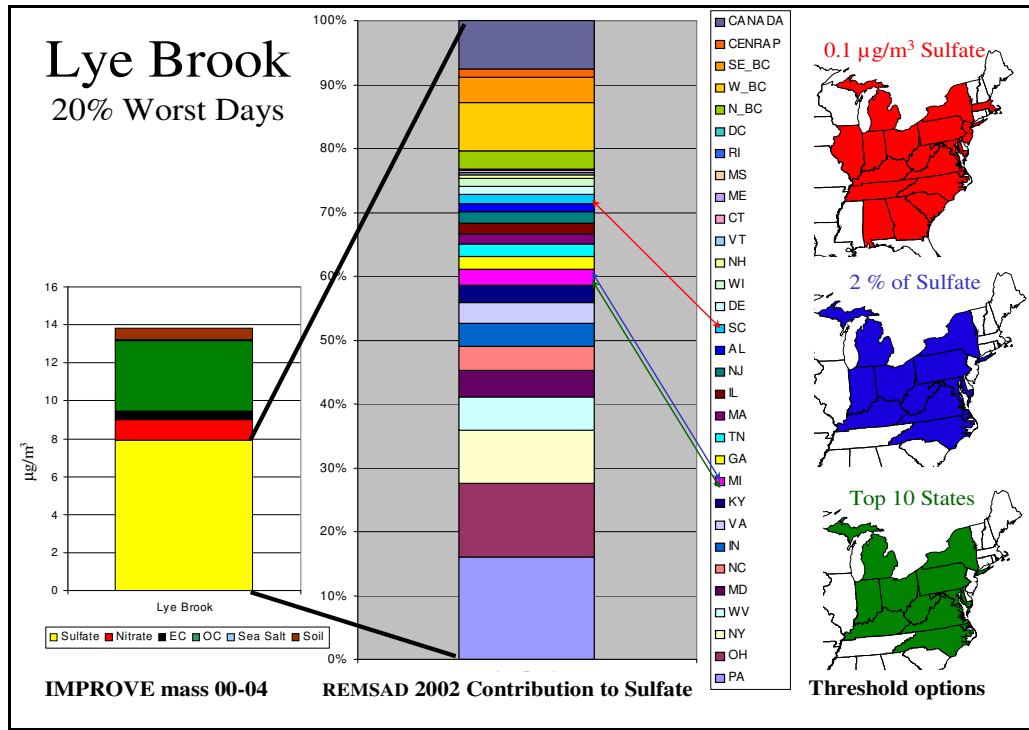 Lye Brook
20% Worst Days
16
14
12
10
8
6
4
2
0
µg/m³
Lye Brook
Sulfate Nitrate EC OC Sea Salt Soil
IMPROVE mass 00-04
100%
90%
80%
70%
60%
50%
40%
30%
20%
10%
0%
REMSAD 2002 Contribution to Sulfate
CANADA
CENRAP
SE_BC
W_BC
N_BC
DC
RI
MS
ME
CT
VT
NH
WI
DE
SC
AL
NJ
IL
MA
TN
GA
MI
KY
VA
IN
NC
MD
WV
NY
OH
PA
0.1 µg/m³ Sulfate
2 % of Sulfate
Top 10 States
Threshold options